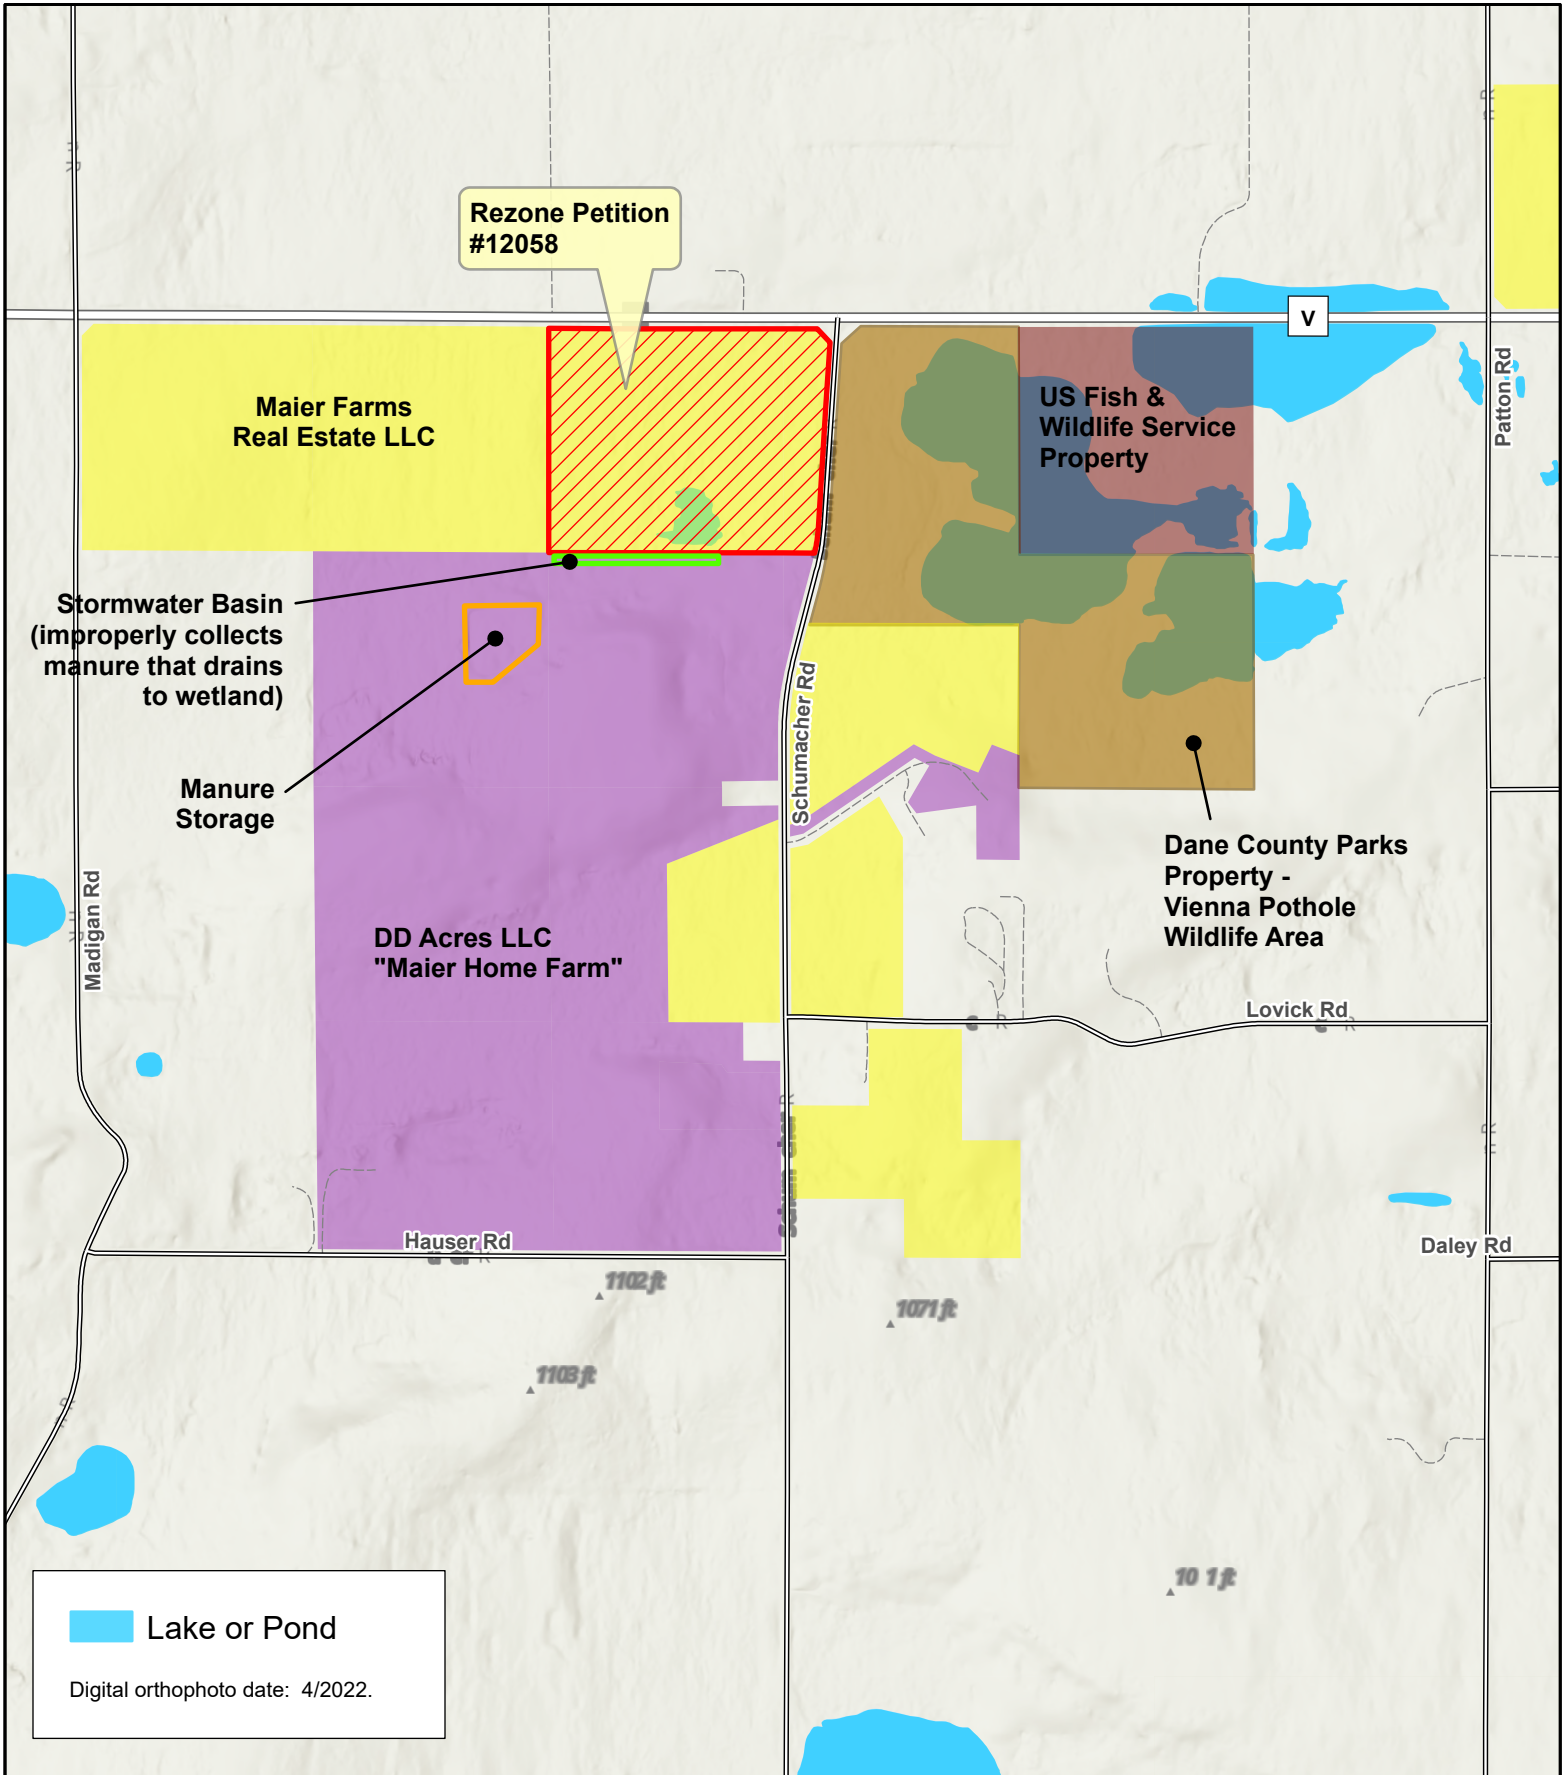 Rezone Petition
#12058
V
Maier Farms
Real Estate LLC
US Fish &
Wildlife Service
Property
Patton Rd
Stormwater Basin
(improperly collects
manure that drains
to wetland)
Manure
Storage
Schumacher Rd
Dane County Parks
Property -
Vienna Pothole
Wildlife Area
Madigan Rd
DD Acres LLC
"Maier Home Farm"
Lovick Rd
Hauser Rd
Daley Rd
1102 ft
1071 ft
1103 ft
Lake or Pond
Digital orthophoto date: 4/2022.